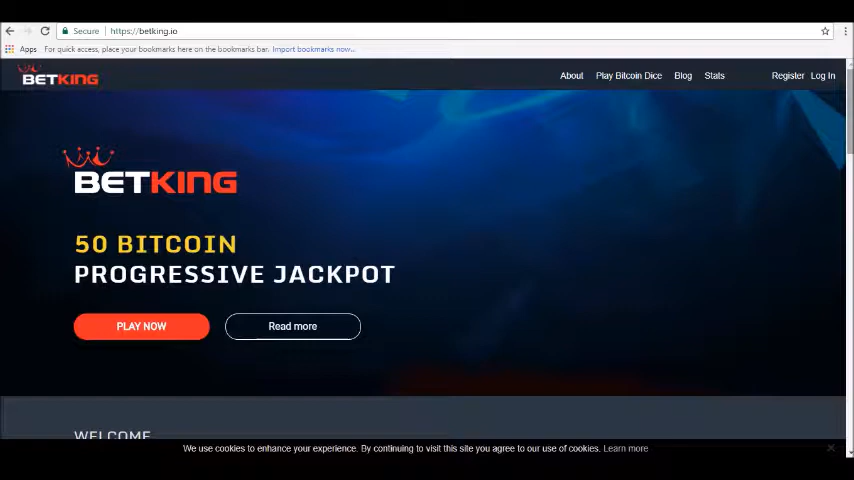 Secure https://betking.io
Apps For quick access, place your bookmarks here on the bookmarks bar. Import bookmarks now...
BETKING About Play Bitcoin Dice Blog Stats Register Log In
BETKING
50 BITCOIN
PROGRESSIVE JACKPOT
PLAY NOW Read more
WELCOME
We use cookies to enhance your experience. By continuing to visit this site you agree to our use of cookies. Learn more